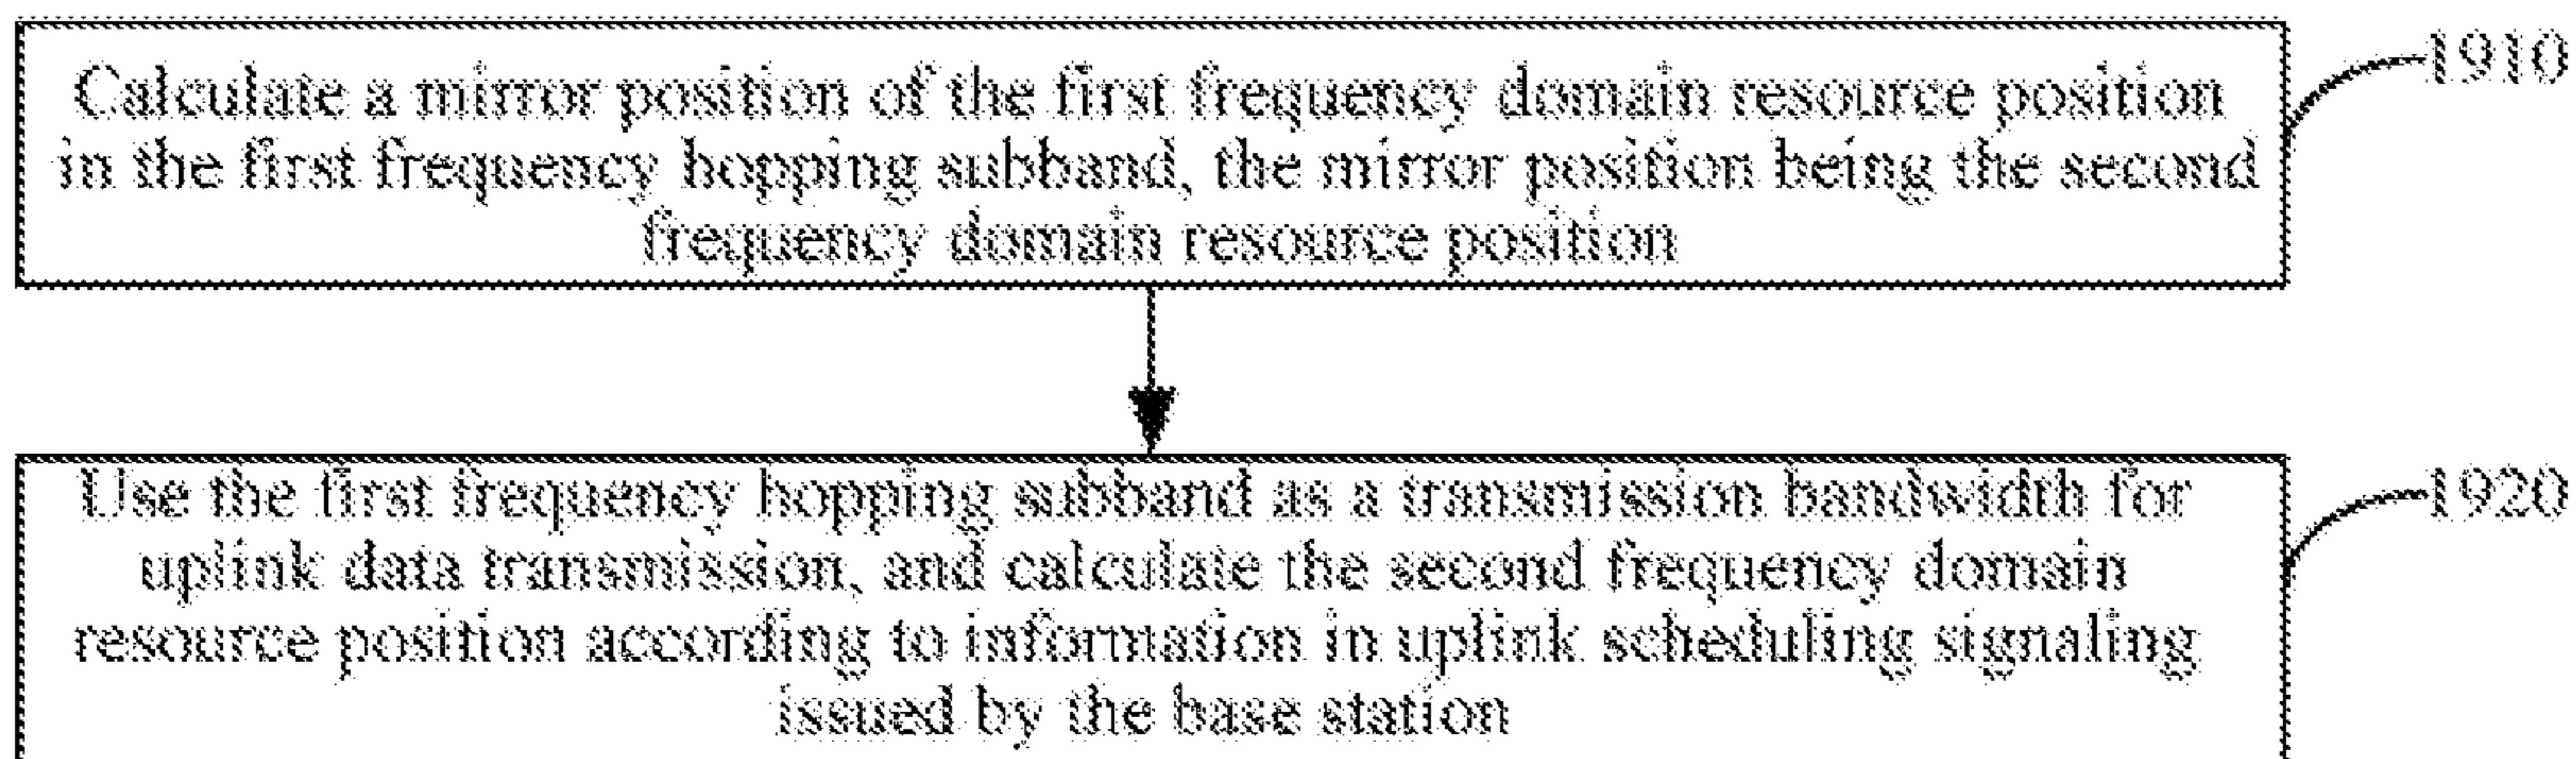 Calculate a mirror position of the first frequency domain resource position
in the first frequency hopping subband, the mirror position being the second
frequency domain resource position
1910
Use the first frequency hopping subband as a transmission bandwidth for
uplink data transmission, and calculate the second frequency domain
resource position according to information in uplink scheduling signaling
issued by the base station
1920